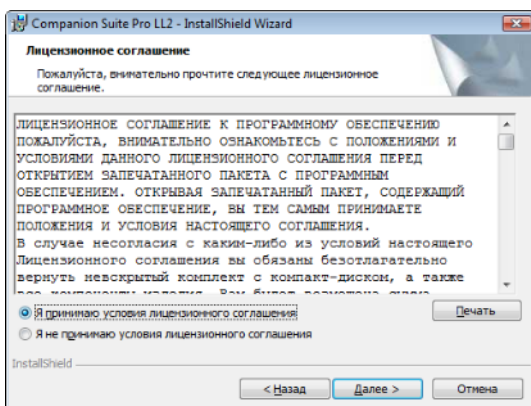 Companion Suite Pro LL2 - InstallShield Wizard
Лицензионное соглашение
Пожалуйста, внимательно прочтите следующее лицензионное
соглашение.
ЛИЦЕНЗИОННОЕ СОГЛАШЕНИЕ К ПРОГРАММНОМУ ОБЕСПЕЧЕНИЮ
ПОЖАЛУЙСТА, ВНИМАТЕЛЬНО ОЗНАКОМЬТЕСЬ С ПОЛОЖЕНИЯМИ И
УСЛОВИЯМИ ДАННОГО ЛИЦЕНЗИОННОГО СОГЛАШЕНИЯ ПЕРЕД
ОТКРЫТИЕМ ЗАПЕЧАТАННОГО ПАКЕТА С ПРОГРАММНЫМ
ОБЕСПЕЧЕНИЕМ. ОТКРЫВАЯ ЗАПЕЧАТАННЫЙ ПАКЕТ, СОДЕРЖАЩИЙ
ПРОГРАММНОЕ ОБЕСПЕЧЕНИЕ, ВЫ ТЕМ САМЫМ ПРИНИМАЕТЕ
ПОЛОЖЕНИЯ И УСЛОВИЯ НАСТОЯЩЕГО СОГЛАШЕНИЯ.
В случае несогласия с каким-либо из условий настоящего
Лицензионного соглашения вы обязаны безотлагательно
вернуть невскрытый комплект с компакт-диском, а также
Я принимаю условия лицензионного соглашения
Печать
Я не принимаю условия лицензионного соглашения
InstallShield
< Назад
Далее >
Отмена